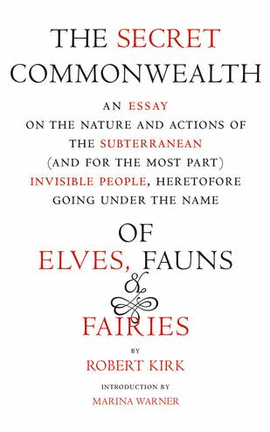 THE SECRET
COMMONWEALTH
AN ESSAY
ON THE NATURE AND ACTIONS OF
THE SUBTERRANEAN
(AND FOR THE MOST PART)
INVISIBLE PEOPLE, HERETOFORE
GOING UNDER THE NAME
OF
ELVES, FAUNS
&
FAIRIES
BY
ROBERT KIRK
INTRODUCTION BY
MARINA WARNER